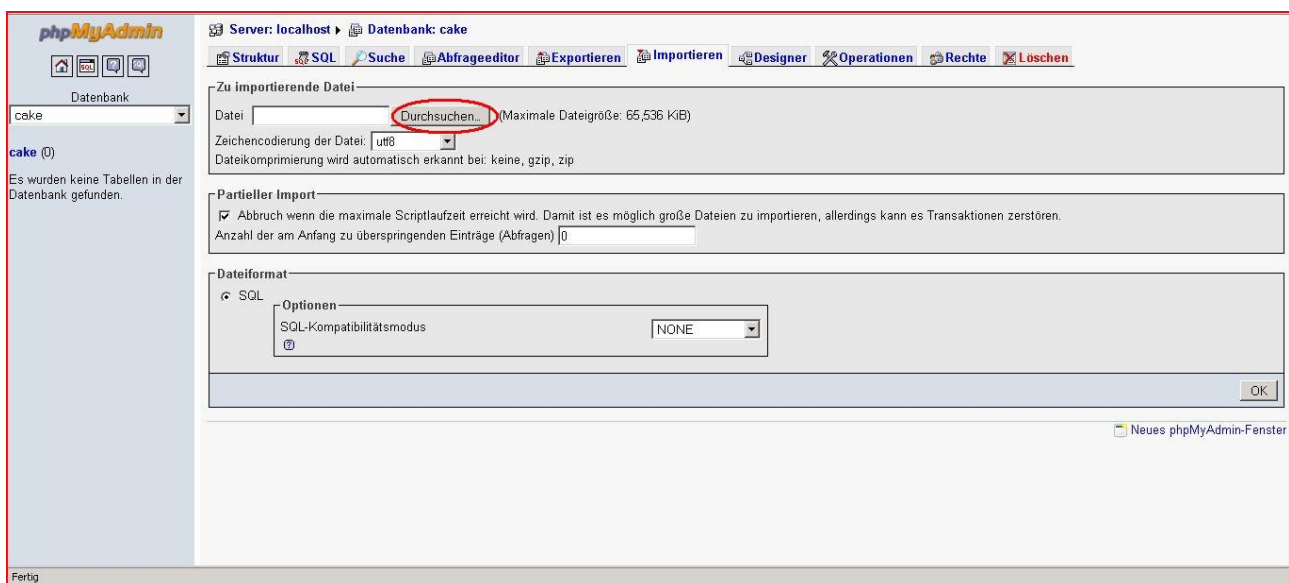 phpMyAdmin
Datenbank
cake
cake (0)
Es wurden keine Tabellen in der
Datenbank gefunden.
Server: localhost Datenbank: cake
Struktur SQL Suche Abfrageeditor Exportieren Importieren Designer Operationen Rechte Löschen
Zu importierende Datei
Datei Durchsuchen... (Maximale Dateigröße: 65,536 KiB)
Zeichencodierung der Datei: utf8
Dateikomprimierung wird automatisch erkannt bei: keine, gzip, zip
Partieller Import
Abbruch wenn die maximale Scriptlaufzeit erreicht wird. Damit ist es möglich große Dateien zu importieren, allerdings kann es Transaktionen zerstören.
Anzahl der am Anfang zu überspringenden Einträge (Abfragen) 0
Dateiformat
SQL
Optionen
SQL-Kompatibilitätsmodus NONE
OK
Neues phpMyAdmin-Fenster
Fertig